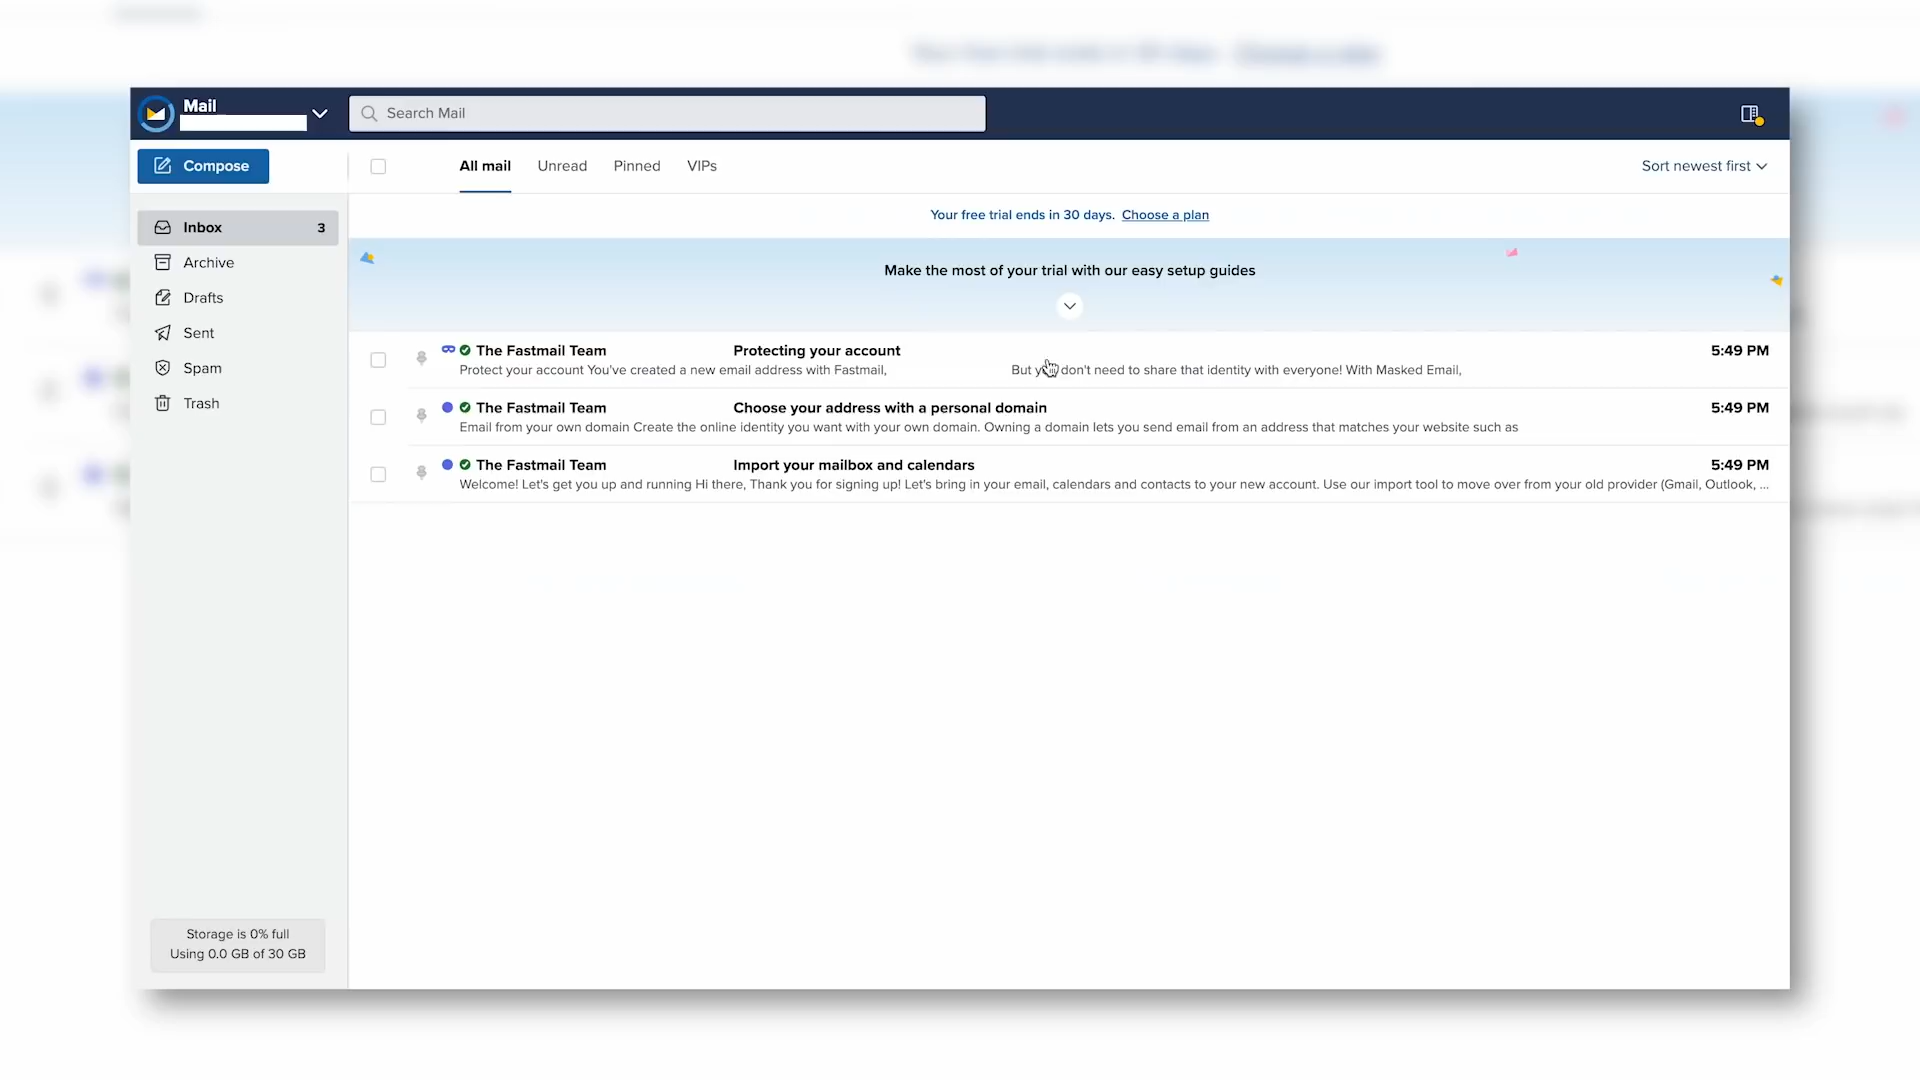 Mail
Search Mail
Compose
All mail
Unread
Pinned
VIPs
Sort newest first
Your free trial ends in 30 days. Choose a plan
Inbox 3
Archive
Drafts
Sent
Spam
Trash
Make the most of your trial with our easy setup guides
The Fastmail Team Protecting your account 5:49 PM
Protect your account You've created a new email address with Fastmail, But you don't need to share that identity with everyone! With Masked Email,
The Fastmail Team Choose your address with a personal domain 5:49 PM
Email from your own domain Create the online identity you want with your own domain. Owning a domain lets you send email from an address that matches your website such as
The Fastmail Team Import your mailbox and calendars 5:49 PM
Welcome! Let's get you up and running Hi there, Thank you for signing up! Let's bring in your email, calendars and contacts to your new account. Use our import tool to move over from your old provider (Gmail, Outlook, ...
Storage is 0% full
Using 0.0 GB of 30 GB